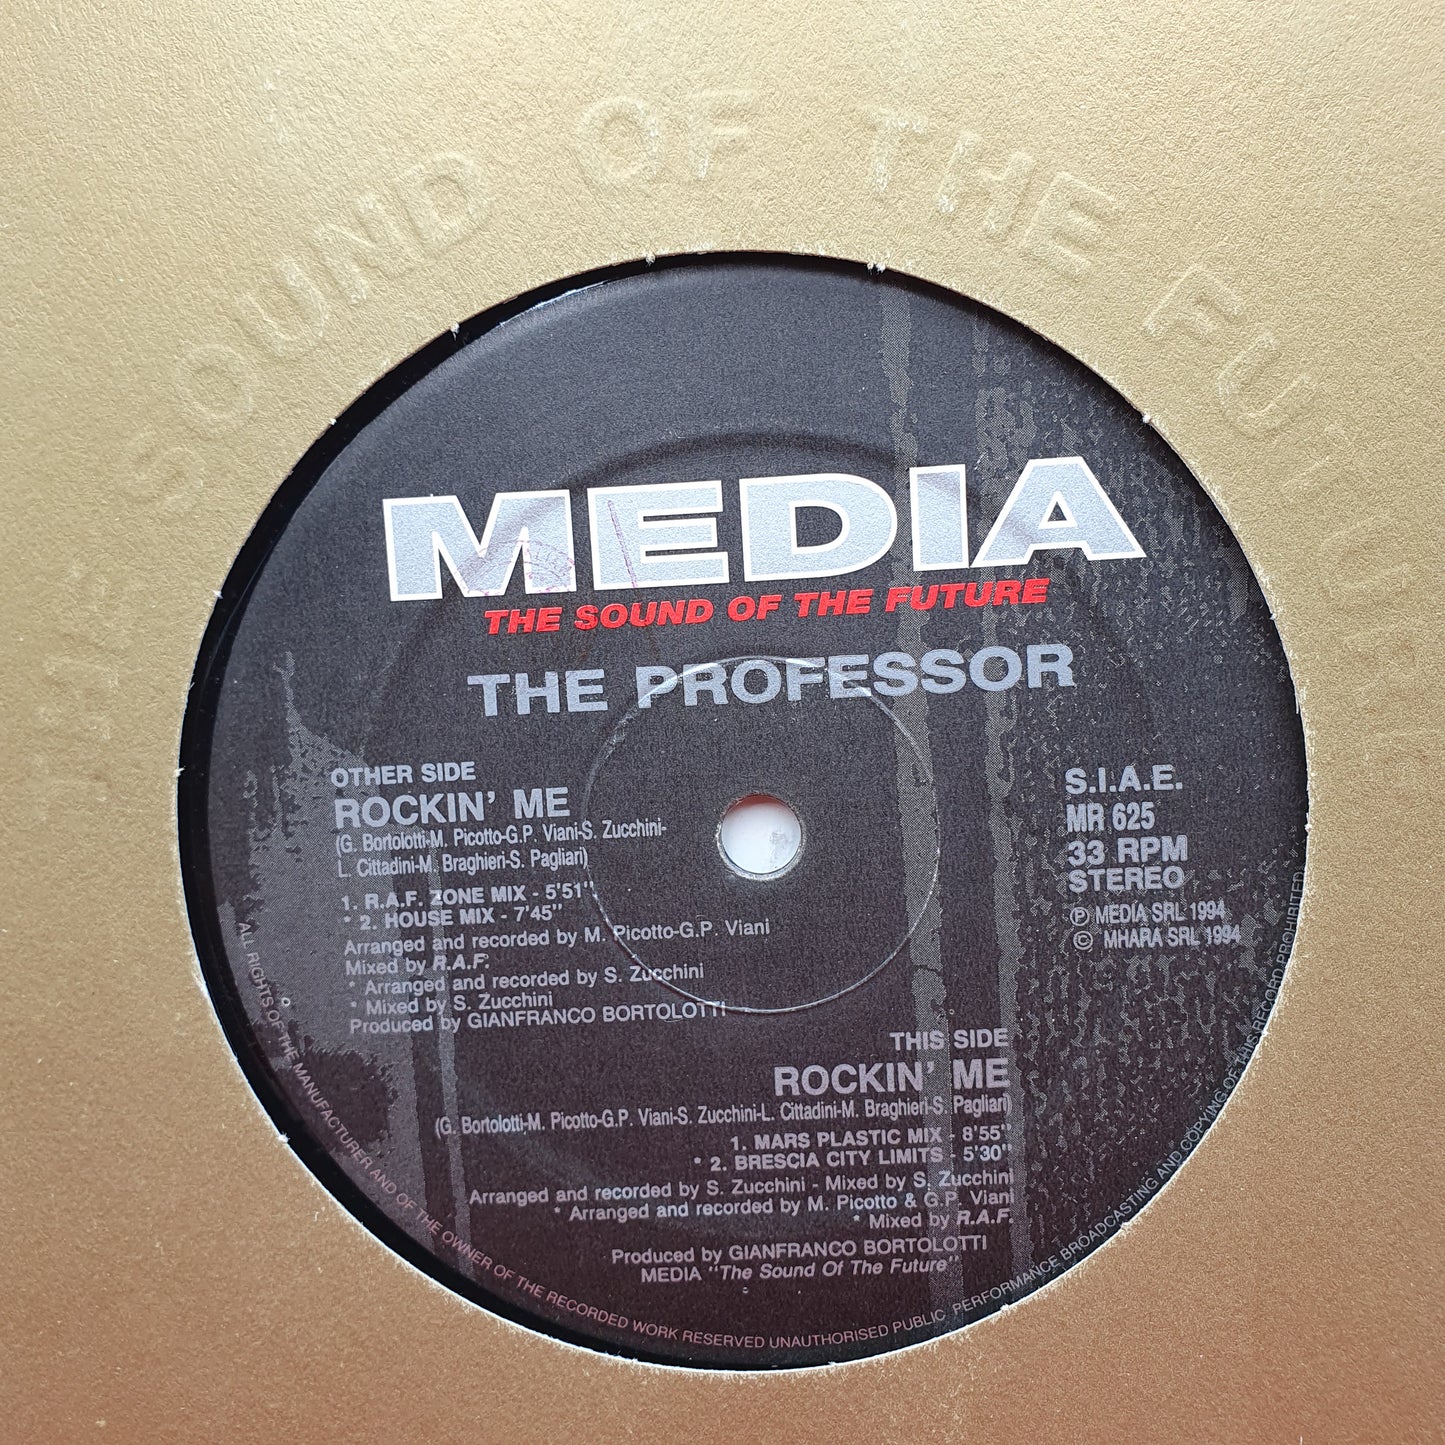 THE SOUND OF THE FUTURE
MEDIA
THE SOUND OF THE FUTURE
THE PROFESSOR
OTHER SIDE
ROCKIN' ME
(G. Bortolotti-M. Picotto-G.P. Viani-S. Zucchini-
L. Cittadini-M. Braghieri-S. Pagliari)
1. R.A.F. ZONE MIX - 5'51"
* 2. HOUSE MIX - 7'45"
Arranged and recorded by M. Picotto-G.P. Viani
Mixed by R.A.F.
* Arranged and recorded by S. Zucchini
* Mixed by S. Zucchini
Produced by GIANFRANCO BORTOLOTTI
S.I.A.E.
MR 625
33 RPM
STEREO
℗ MEDIA SRL 1994
© MHARA SRL 1994
THIS SIDE
ROCKIN' ME
(G. Bortolotti-M. Picotto-G.P. Viani-S. Zucchini-L. Cittadini-M. Braghieri-S. Pagliari)
1. MARS PLASTIC MIX - 8'55"
* 2. BRESCIA CITY LIMITS - 5'30"
Arranged and recorded by S. Zucchini - Mixed by S. Zucchini
* Arranged and recorded by M. Picotto & G.P. Viani
* Mixed by R.A.F.
Produced by GIANFRANCO BORTOLOTTI
MEDIA "The Sound Of The Future"
ALL RIGHTS OF THE MANUFACTURER AND OF THE OWNER OF THE RECORDED WORK RESERVED UNAUTHORISED PUBLIC PERFORMANCE BROADCASTING AND COPYING OF THIS RECORD PROHIBITED